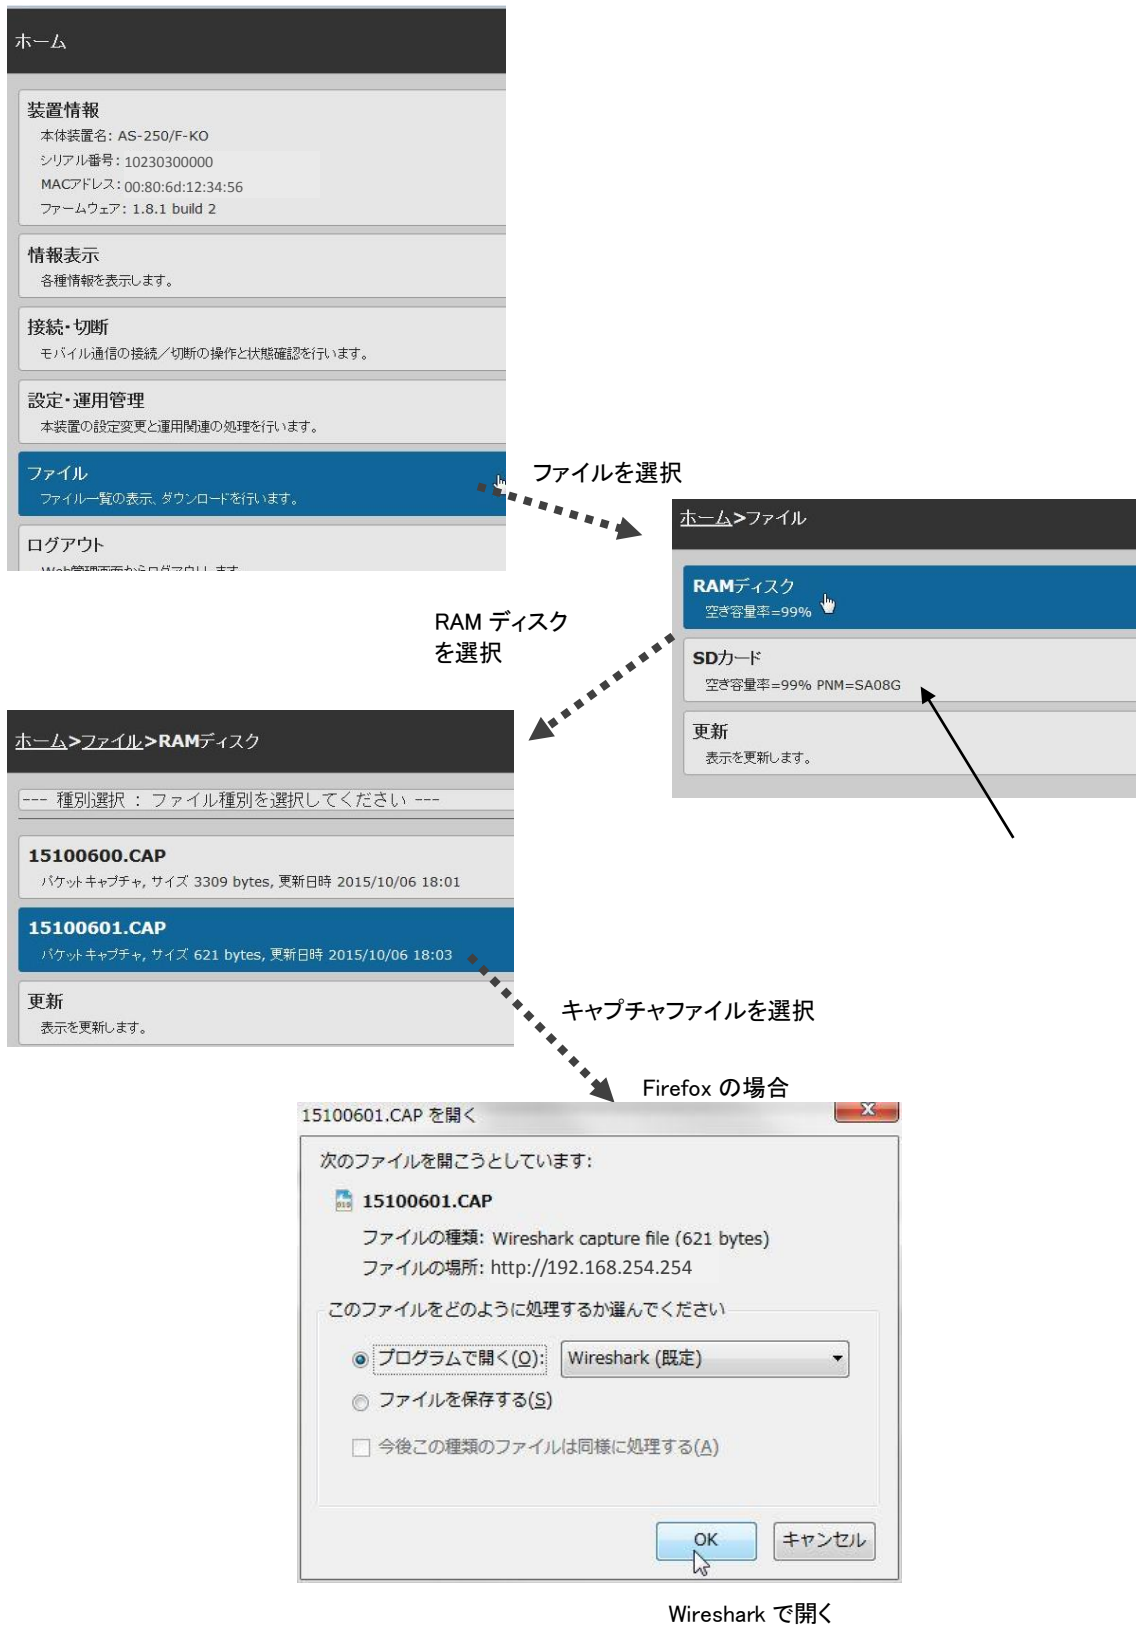 ホーム
装置情報
本体装置名: AS-250/F-KO
シリアル番号: 10230300000
MACアドレス: 00:80:6d:12:34:56
ファームウェア: 1.8.1 build 2
情報表示
各種情報を表示します。
接続・切断
モバイル通信の接続／切断の操作と状態確認を行います。
設定・運用管理
本装置の設定変更と運用関連の処理を行います。
ファイル
ファイル一覧の表示、ダウンロードを行います。
ログアウト
Web管理画面からログアウトします
ファイルを選択
ホーム>ファイル
RAMディスク
空き容量率=99%
SDカード
空き容量率=99% PNM=SA08G
更新
表示を更新します。
RAM ディスク
を選択
ホーム>ファイル>RAMディスク
--- 種別選択 : ファイル種別を選択してください ---
15100600.CAP
パケットキャプチャ, サイズ 3309 bytes, 更新日時 2015/10/06 18:01
15100601.CAP
パケットキャプチャ, サイズ 621 bytes, 更新日時 2015/10/06 18:03
更新
表示を更新します。
キャプチャファイルを選択
Firefox の場合
15100601.CAP を開く
次のファイルを開こうとしています:
15100601.CAP
ファイルの種類: Wireshark capture file (621 bytes)
ファイルの場所: http://192.168.254.254
このファイルをどのように処理するか選んでください
プログラムで開く(O): Wireshark (既定)
ファイルを保存する(S)
今後この種類のファイルは同様に処理する(A)
OK キャンセル
Wireshark で開く